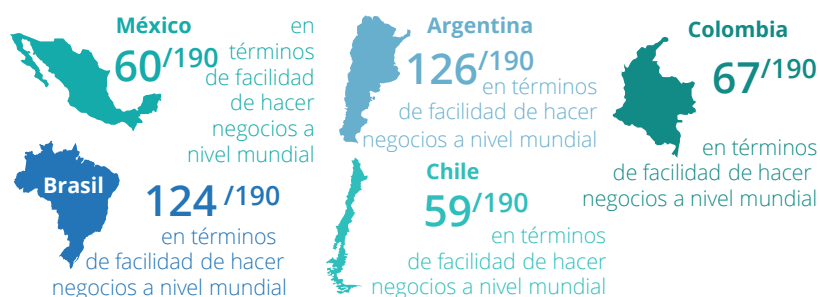 México
60/190
en
términos
de facilidad
de hacer
negocios a
nivel mundial
Argentina
126/190
en términos
de facilidad de hacer
negocios a nivel mundial
Colombia
67/190
en términos
de facilidad de hacer
negocios a nivel mundial
Brasil
124/190
en términos
de facilidad de hacer
negocios a nivel mundial
Chile
59/190
en términos
de facilidad de hacer
negocios a nivel mundial